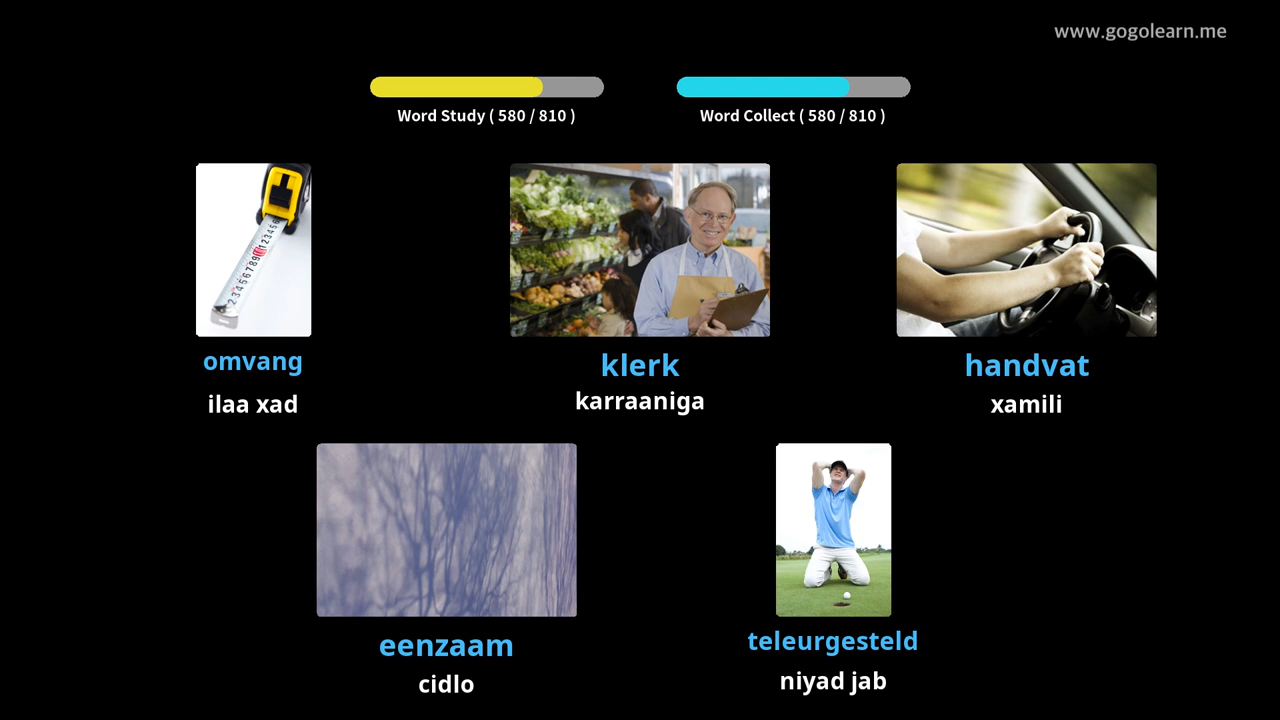 www.gogolearn.me
Word Study ( 580 / 810 )
Word Collect ( 580 / 810 )
omvang
ilaa xad
klerk
karraaniga
handvat
xamili
eenzaam
cidlo
teleurgesteld
niyad jab